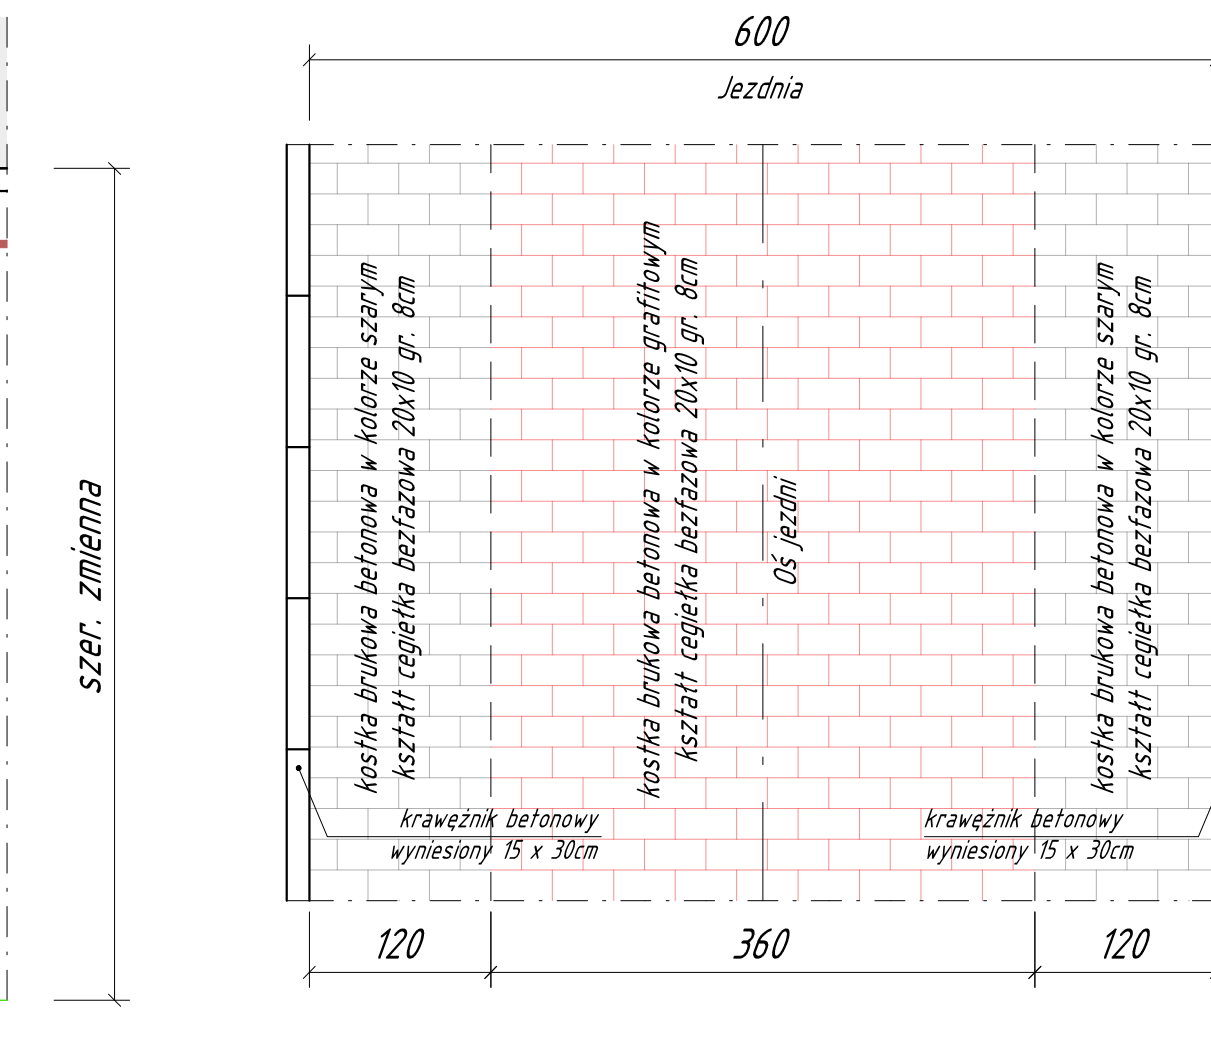 600
Jezdnia
szer. zmienna
kostka brukowa betonowa w kolorze szarym
kształt cegiełka bezfazowa 20x10 gr. 8cm
kostka brukowa betonowa w kolorze grafitowym
kształt cegiełka bezfazowa 20x10 gr. 8cm
Oś jezdni
kostka brukowa betonowa w kolorze szarym
kształt cegiełka bezfazowa 20x10 gr. 8cm
krawężnik betonowy
wyniesiony 15 x 30cm
krawężnik betonowy
wyniesiony 15 x 30cm
120
360
120